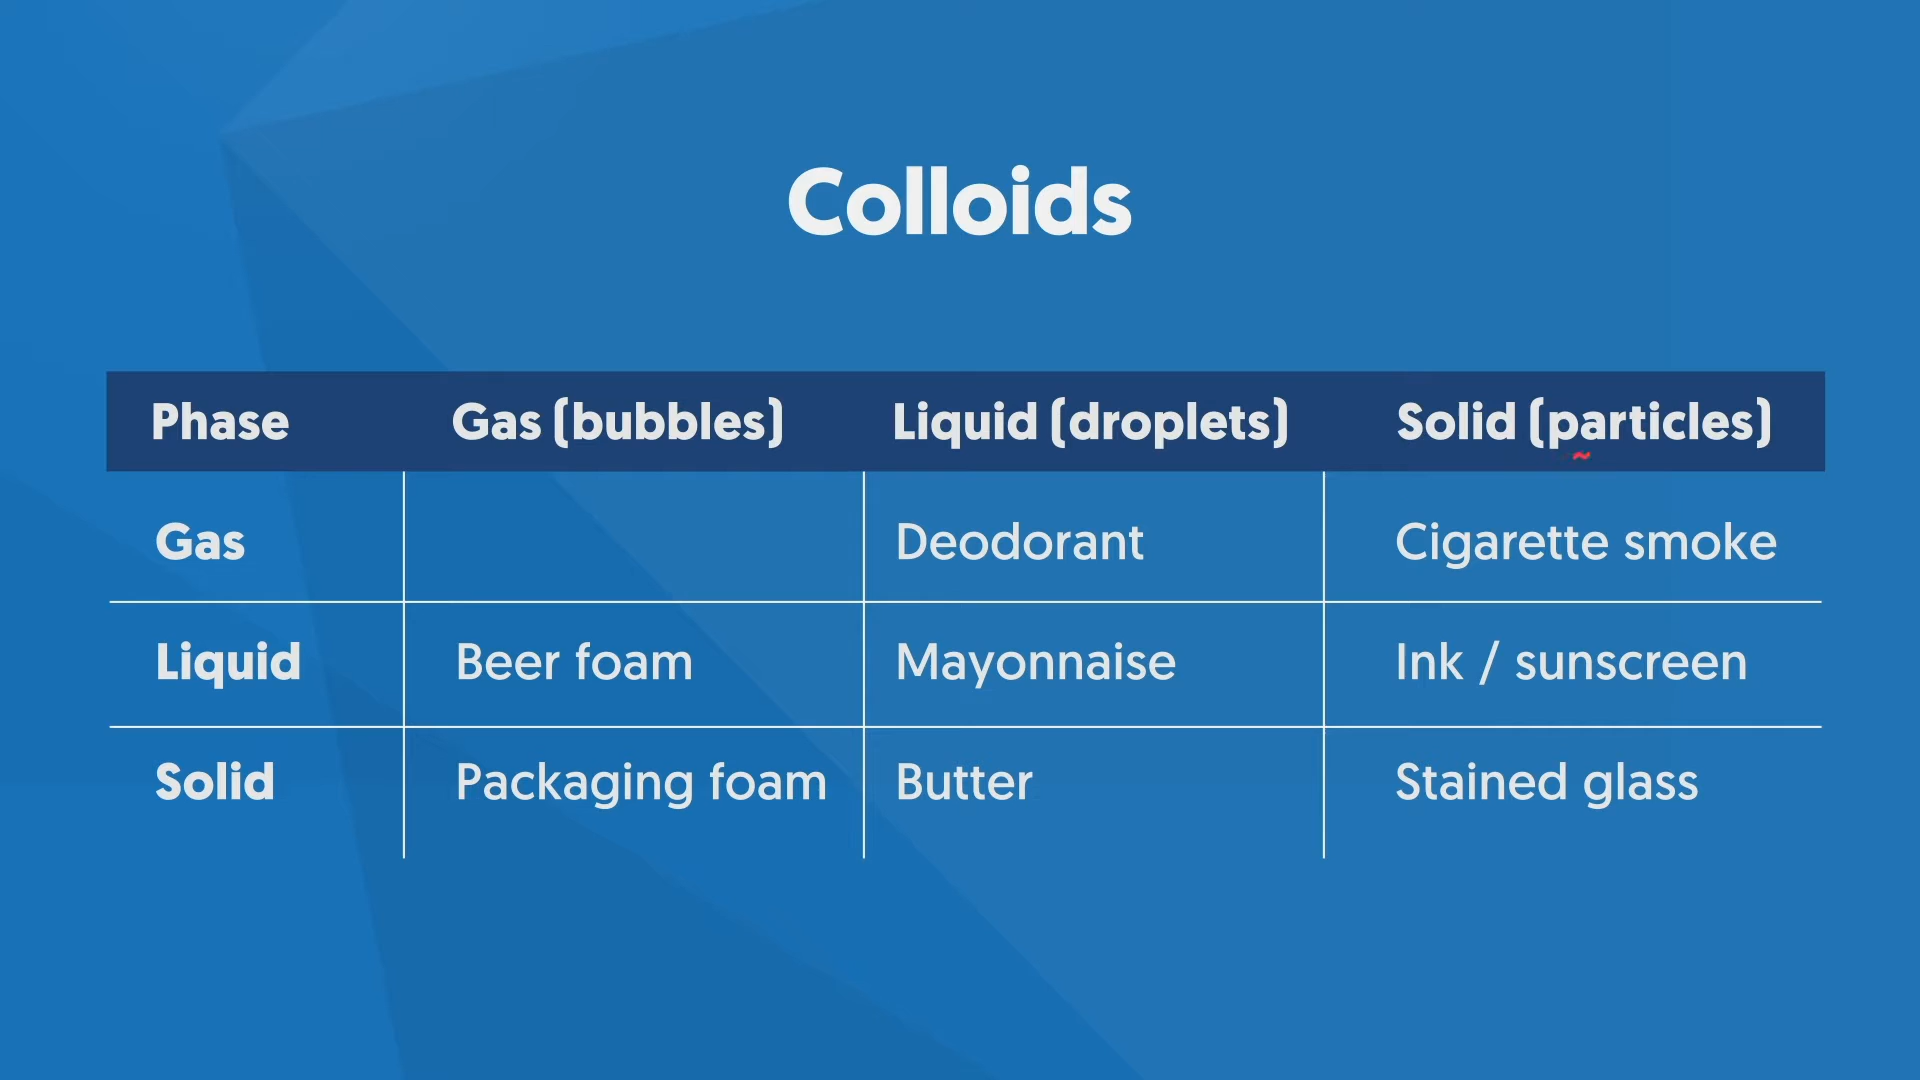 Colloids
Phase Gas (bubbles) Liquid (droplets) Solid (particles)
Gas Deodorant Cigarette smoke
Liquid Beer foam Mayonnaise Ink / sunscreen
Solid Packaging foam Butter Stained glass